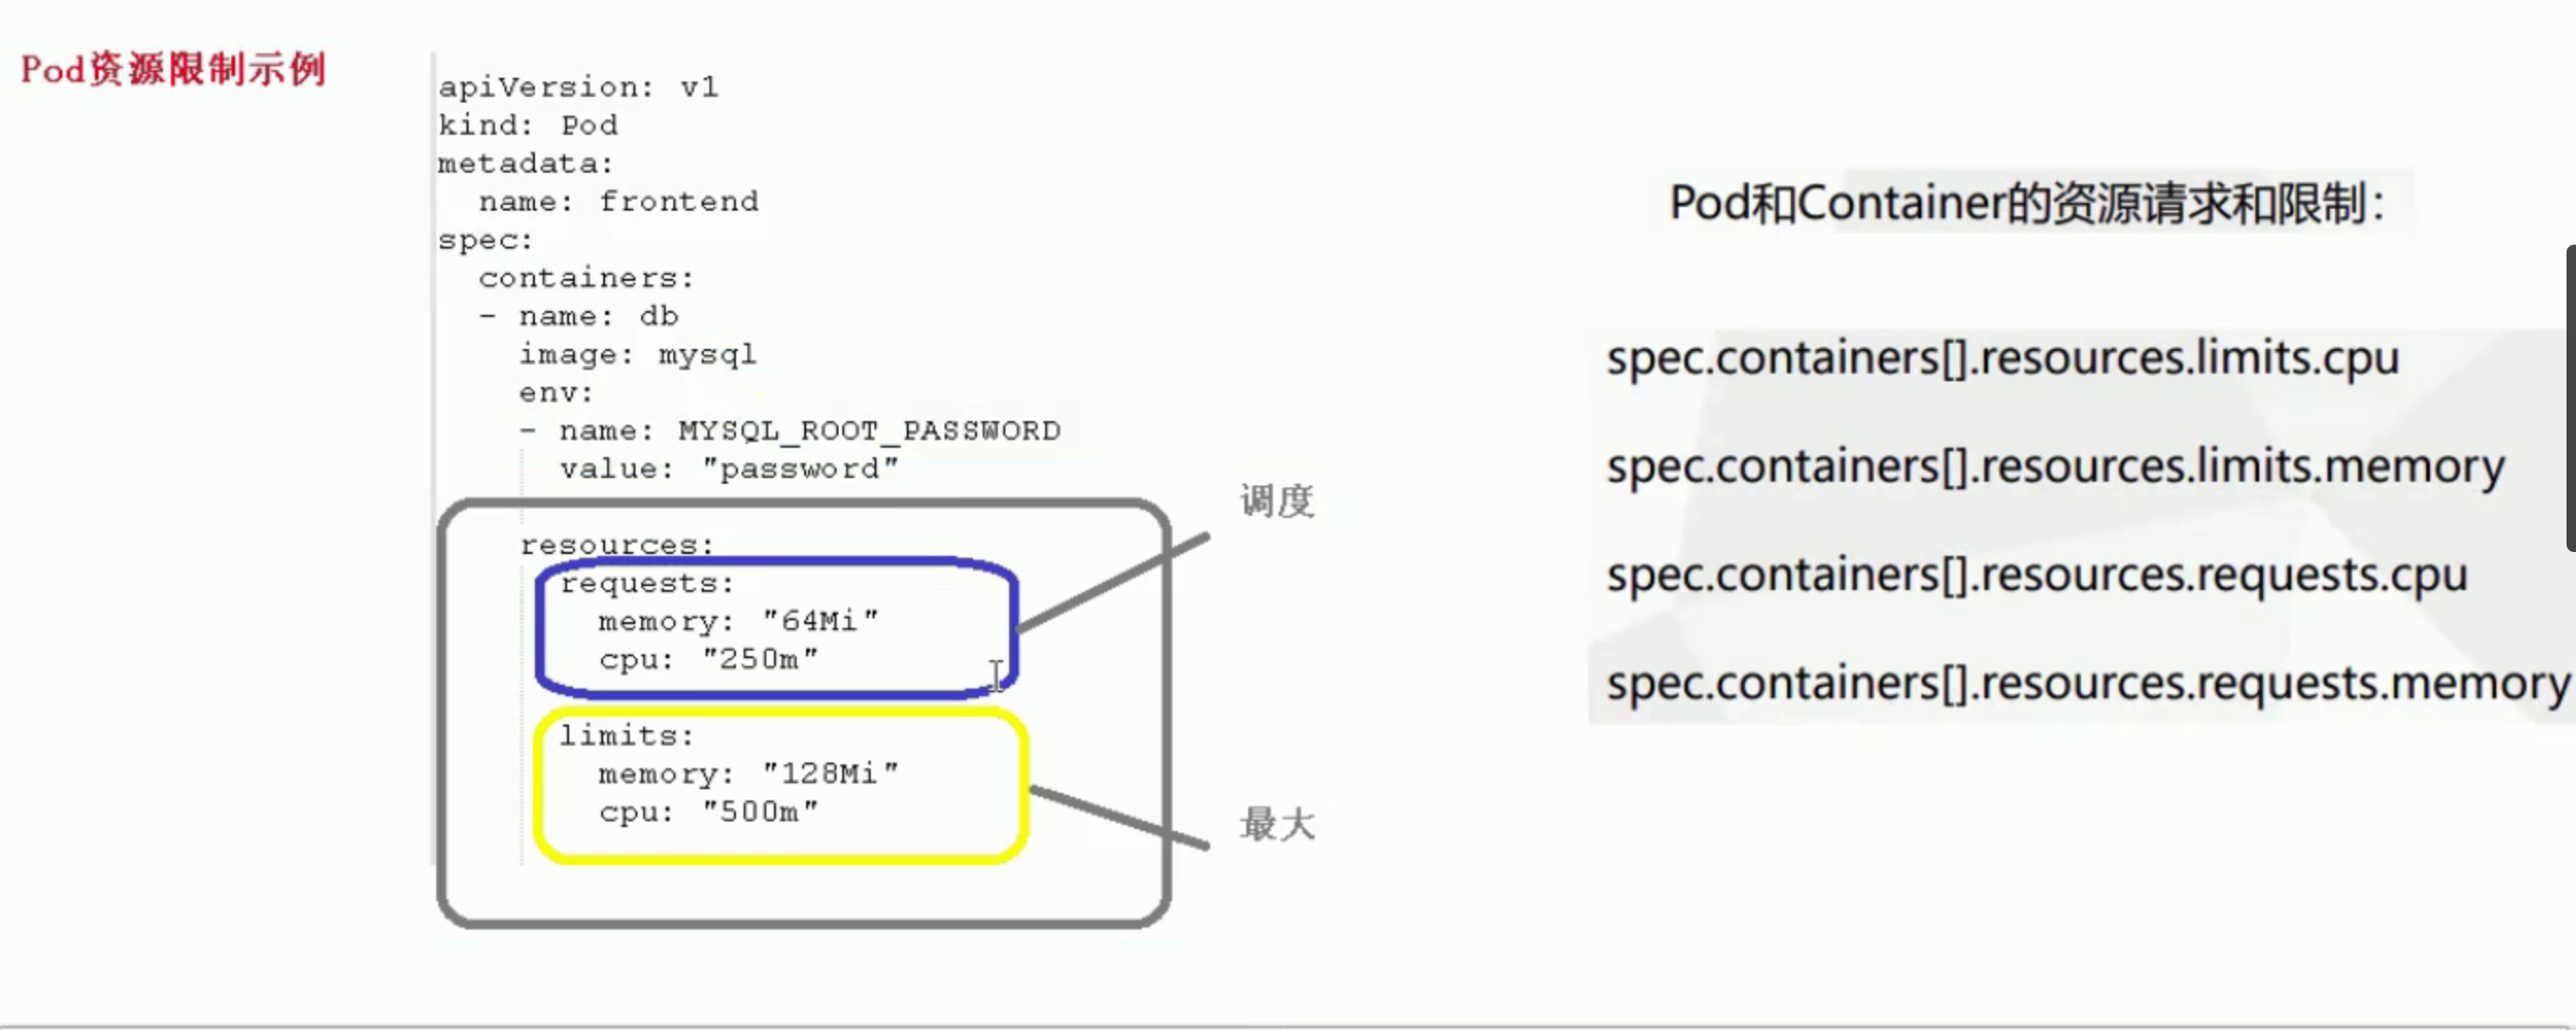 Pod资源限制示例
apiVersion: v1
kind: Pod
metadata:
  name: frontend
spec:
  containers:
  - name: db
    image: mysql
    env:
    - name: MYSQL_ROOT_PASSWORD
      value: "password"
    resources:
      requests:
        memory: "64Mi"
        cpu: "250m"
      limits:
        memory: "128Mi"
        cpu: "500m"
调度
最大
Pod和Container的资源请求和限制：
spec.containers[].resources.limits.cpu
spec.containers[].resources.limits.memory
spec.containers[].resources.requests.cpu
spec.containers[].resources.requests.memory